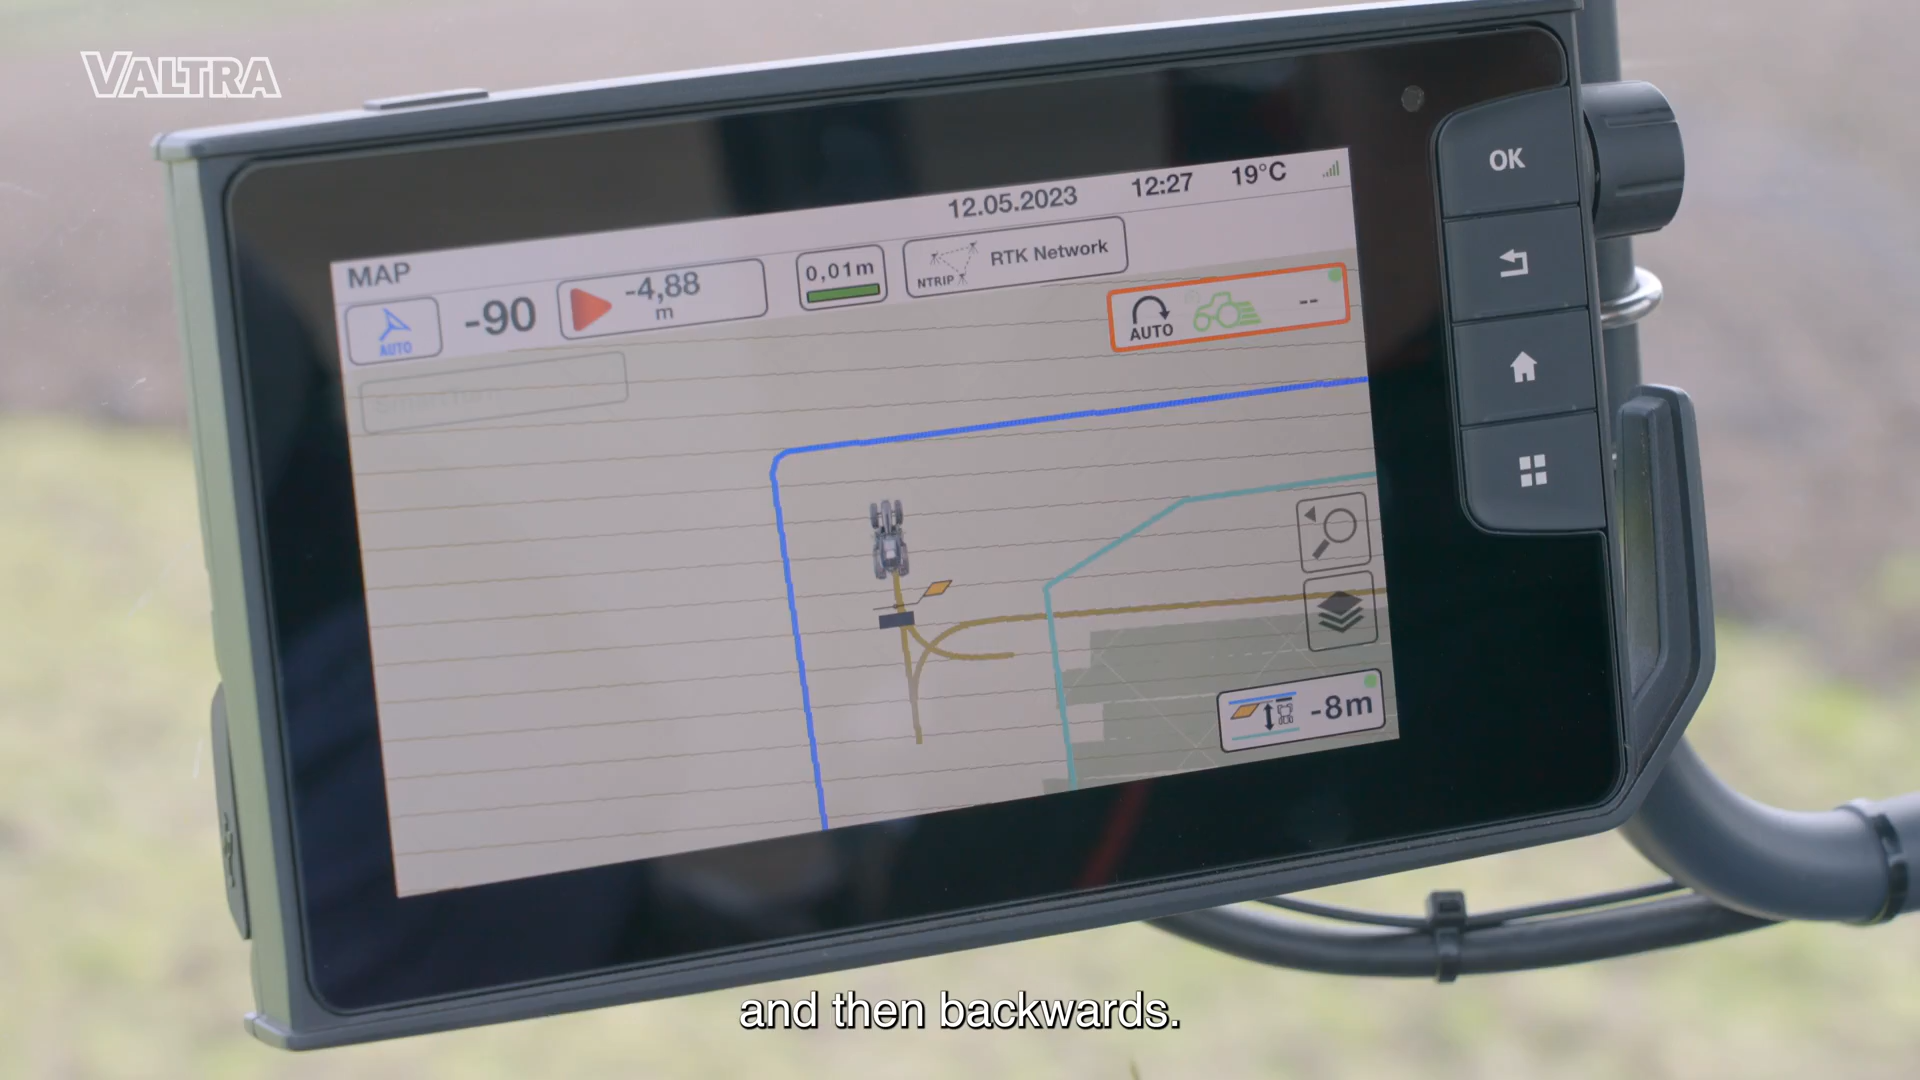 VALTRA
12.05.2023
12:27
19°C
MAP
AUTO
-90
-4,88
m
0,01m
NTRIP
RTK Network
AUTO
--
-8m
OK
and then backwards.